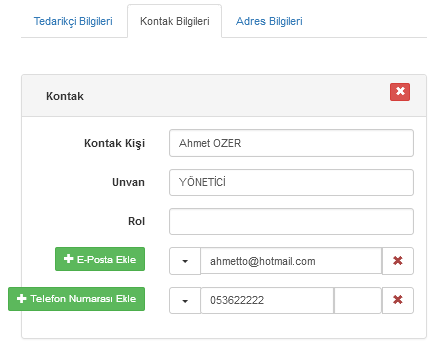 Tedarikçi Bilgileri Kontak Bilgileri Adres Bilgileri
Kontak
Kontak Kişi Ahmet OZER
Unvan YÖNETİCİ
Rol
E-Posta Ekle ahmetto@hotmail.com
Telefon Numarası Ekle 053622222